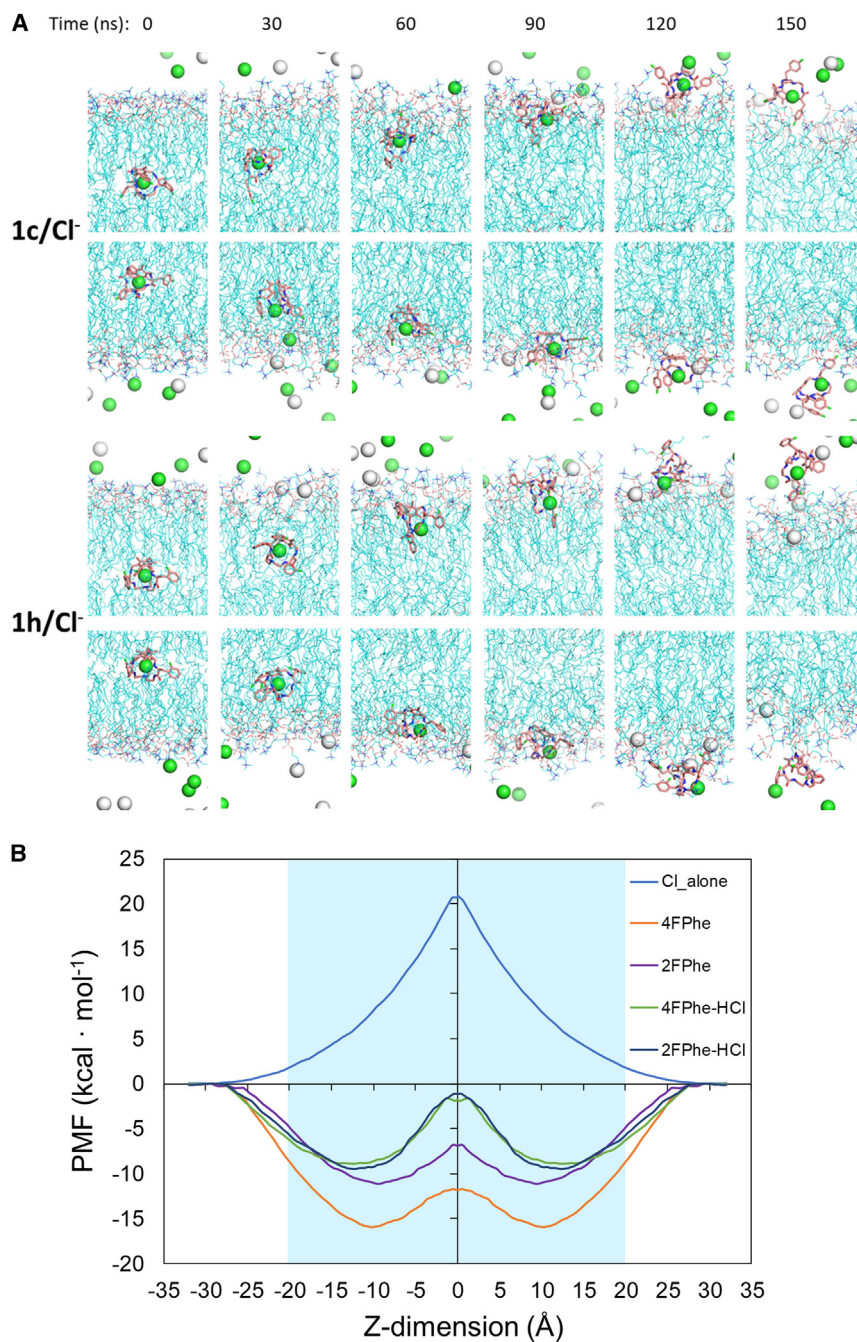 A Time (ns): 0 30 60 90 120 150
1c/Cl-
1h/Cl-
B
25
20
15
10
5
0
-5
-10
-15
-20
PMF (kcal · mol⁻¹)
Cl_alone
4FPhe
2FPhe
4FPhe-HCl
2FPhe-HCl
-35 -30 -25 -20 -15 -10 -5 0 5 10 15 20 25 30 35
Z-dimension (Å)